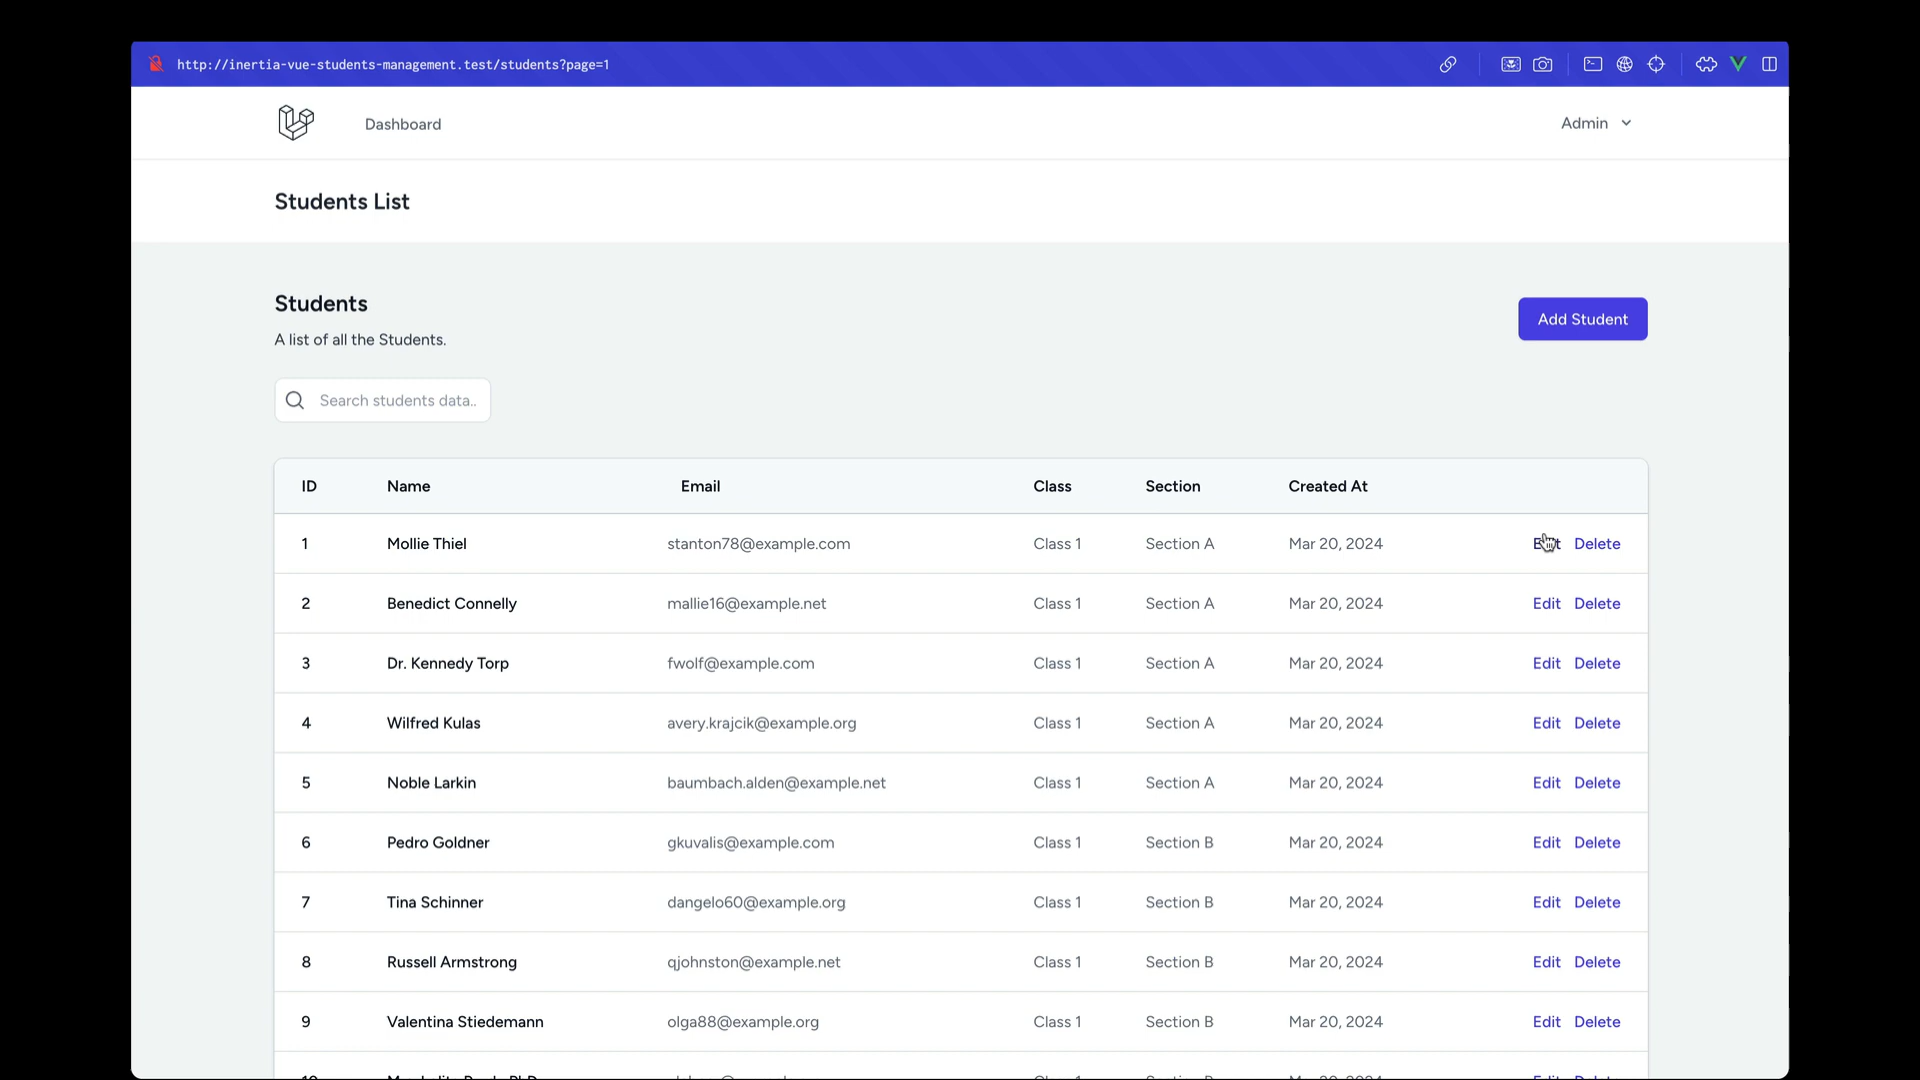 http://inertia-vue-students-management.test/students?page=1
Dashboard
Admin
Students List
Students
A list of all the Students.
Add Student
Search students data..
ID Name Email Class Section Created At
1 Mollie Thiel stanton78@example.com Class 1 Section A Mar 20, 2024 Edit Delete
2 Benedict Connelly mallie16@example.net Class 1 Section A Mar 20, 2024 Edit Delete
3 Dr. Kennedy Torp fwolf@example.com Class 1 Section A Mar 20, 2024 Edit Delete
4 Wilfred Kulas avery.krajcik@example.org Class 1 Section A Mar 20, 2024 Edit Delete
5 Noble Larkin baumbach.alden@example.net Class 1 Section A Mar 20, 2024 Edit Delete
6 Pedro Goldner gkuvalis@example.com Class 1 Section B Mar 20, 2024 Edit Delete
7 Tina Schinner dangelo60@example.org Class 1 Section B Mar 20, 2024 Edit Delete
8 Russell Armstrong qjohnston@example.net Class 1 Section B Mar 20, 2024 Edit Delete
9 Valentina Stiedemann olga88@example.org Class 1 Section B Mar 20, 2024 Edit Delete